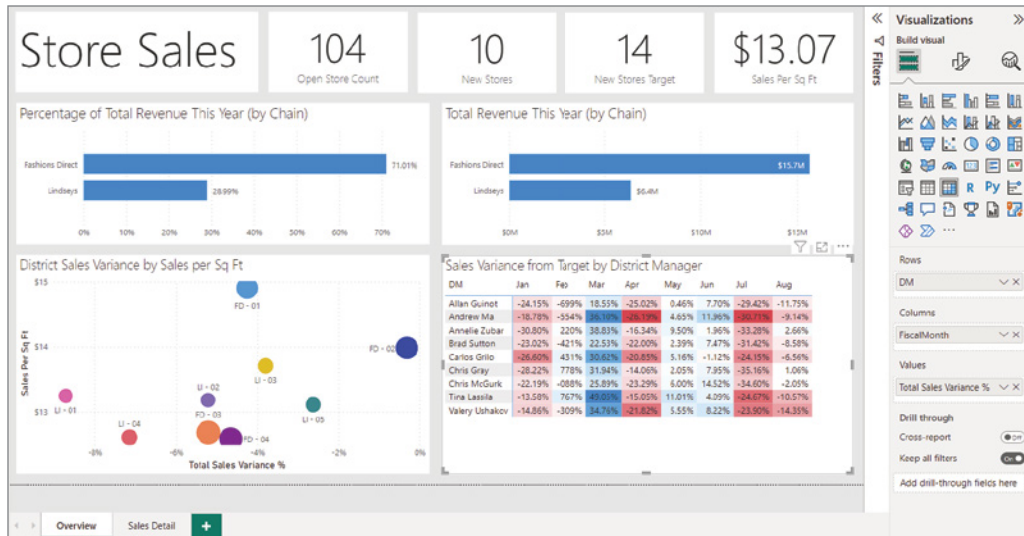 Store Sales
104
Open Store Count
10
New Stores
14
New Stores Target
$13.07
Sales Per Sq Ft
Percentage of Total Revenue This Year (by Chain)
Fashions Direct
71.01%
Lindseys
28.99%
0% 10% 20% 30% 40% 50% 60% 70%
Total Revenue This Year (by Chain)
Fashions Direct
$15.7M
Lindseys
$6.4M
$0M $5M $10M $15M
District Sales Variance by Sales per Sq Ft
Sales Per Sq Ft
$15
$14
$13
FD - 01
FD - 02
LI - 03
LI - 02
LI - 01
FD - 03
LI - 05
LI - 04
FD - 04
-8% -6% -4% -2% 0%
Total Sales Variance %
Sales Variance from Target by District Manager
DM Jan Feb Mar Apr May Jun Jul Aug
Allan Guinot -24.15% -699% 18.55% -25.02% 0.46% 7.70% -29.42% -11.75%
Andrew Ma -18.78% -554% 36.10% -26.19% 4.65% 11.96% -30.71% -9.14%
Annelie Zubar -30.80% 220% 38.83% -16.34% 9.50% 1.96% -33.28% 2.66%
Brad Sutton -23.02% -421% 22.53% -22.00% 2.39% 7.47% -31.42% -8.58%
Carlos Grilo -26.60% 431% 30.62% -20.85% 5.16% -1.12% -24.15% -6.56%
Chris Gray -28.22% 778% 31.94% -14.06% 2.05% 7.95% -35.16% 1.06%
Chris McGurk -22.19% -088% 25.89% -23.29% 6.00% 14.52% -34.60% -2.05%
Tina Lassila -13.58% 767% 49.05% -15.05% 11.01% 4.09% -24.67% -10.57%
Valery Ushakov -14.86% -309% 34.76% -21.82% 5.55% 8.22% -23.90% -14.35%
Overview
Sales Detail
+
Filters
Visualizations
Build visual
R Py
Rows
DM
Columns
FiscalMonth
Values
Total Sales Variance %
Drill through
Cross-report
Off
Keep all filters
On
Add drill-through fields here